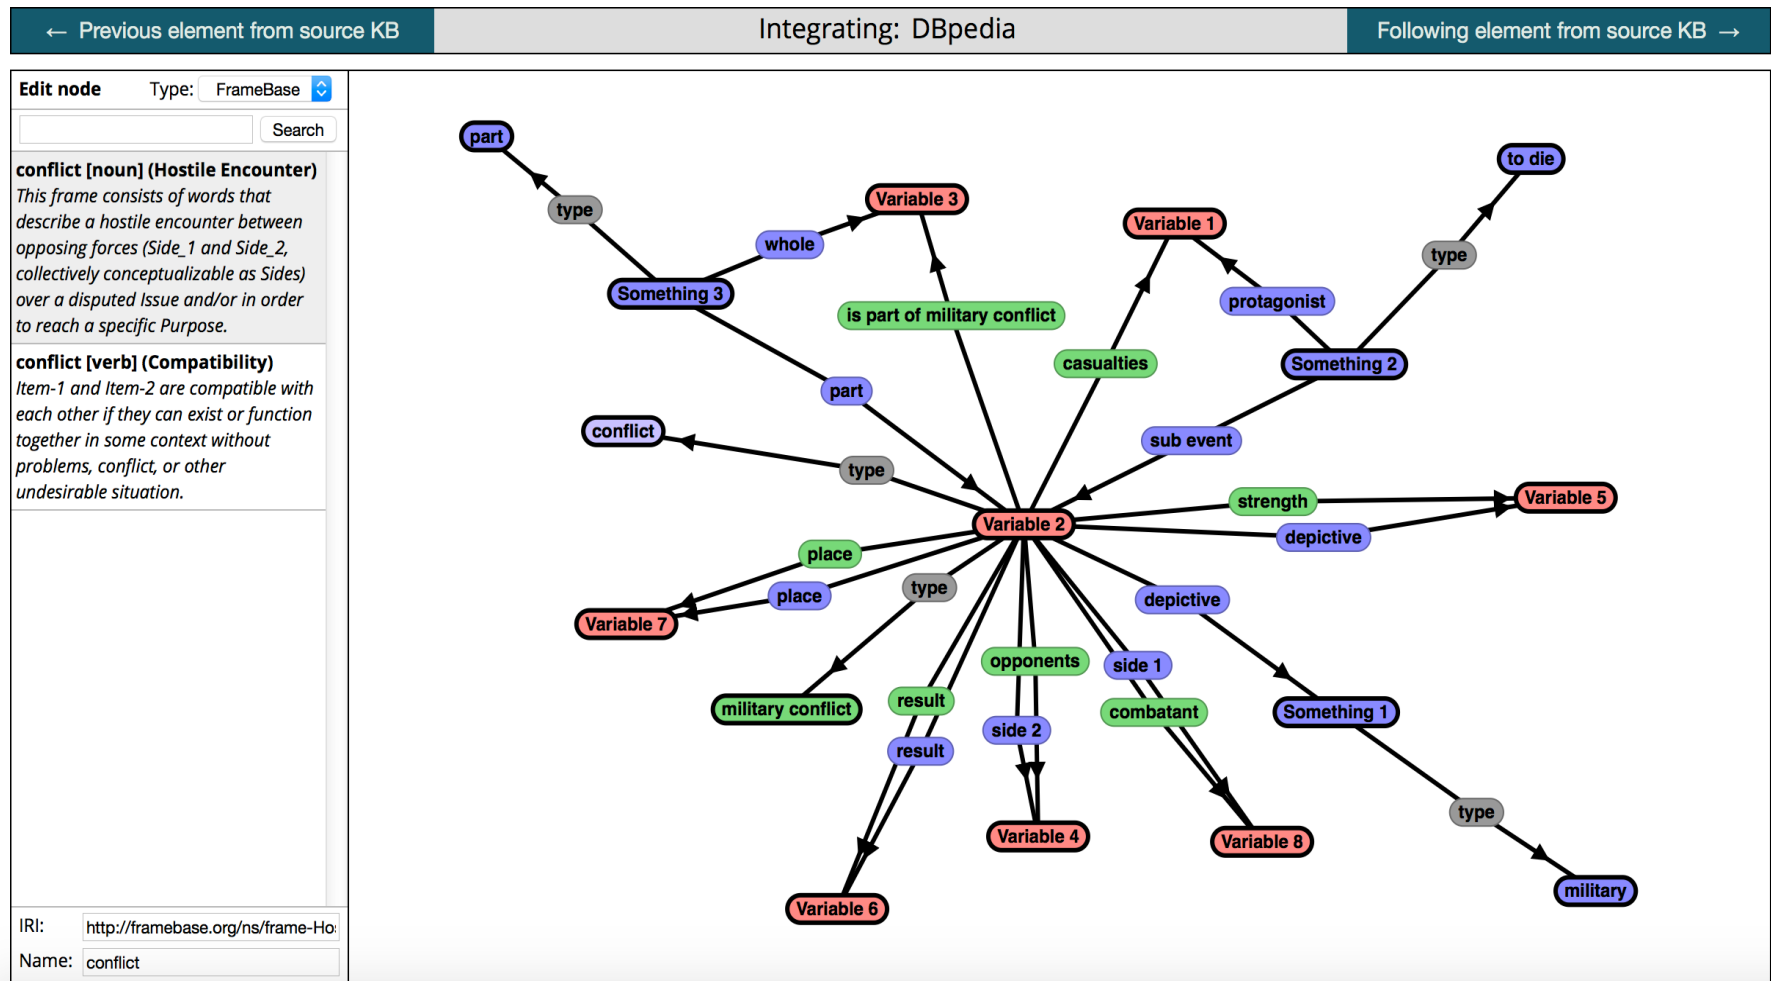 ← Previous element from source KB
Integrating: DBpedia
Following element from source KB →
Edit node
Type: FrameBase
Search
conflict [noun] (Hostile Encounter)
This frame consists of words that
describe a hostile encounter between
opposing forces (Side_1 and Side_2,
collectively conceptualizable as Sides)
over a disputed Issue and/or in order
to reach a specific Purpose.
conflict [verb] (Compatibility)
Item-1 and Item-2 are compatible with
each other if they can exist or function
together in some context without
problems, conflict, or other
undesirable situation.
IRI: http://framebase.org/ns/frame-Ho
Name: conflict
part
to die
type
Variable 3
Variable 1
whole
type
Something 3
protagonist
is part of military conflict
casualties
Something 2
part
conflict
sub event
type
strength
Variable 5
Variable 2
depictive
place
type
place
depictive
Variable 7
opponents
side 1
result
military conflict
combatant
Something 1
side 2
result
type
Variable 4
Variable 8
military
Variable 6